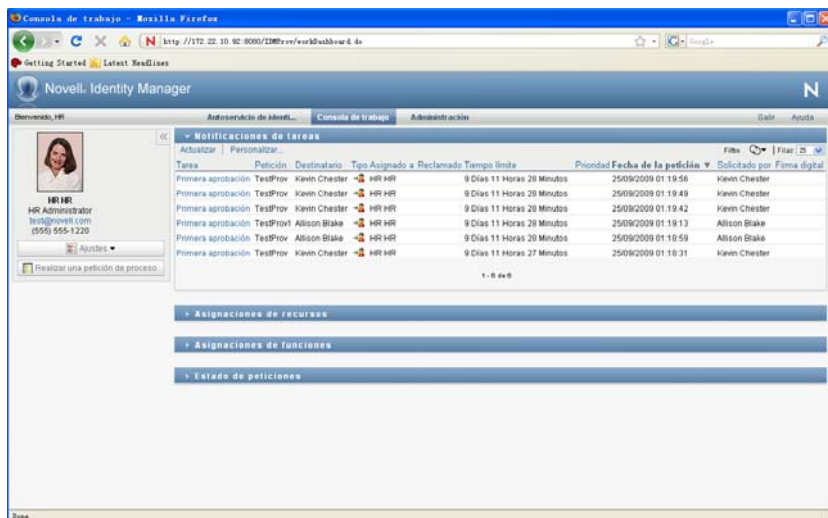 Consola de trabajo - Mozilla Firefox
http://172.22.10.92:8080/IDMProv/workDashboard.do
Google
Getting Started Latest Headlines
Novell® Identity Manager
N
Bienvenido, HR
Autoservicio de identi... Consola de trabajo Administración Salir Ayuda
Notificaciones de tareas
Actualizar | Personalizar... Filtro Filas: 25
Tarea Petición Destinatario Tipo Asignado a Reclamado Tiempo límite Prioridad Fecha de la petición Solicitado por Firma digital
Primera aprobación TestProv Kevin Chester HR HR 9 Días 11 Horas 28 Minutos 25/09/2009 01:19:56 Kevin Chester
Primera aprobación TestProv Kevin Chester HR HR 9 Días 11 Horas 28 Minutos 25/09/2009 01:19:49 Kevin Chester
Primera aprobación TestProv Kevin Chester HR HR 9 Días 11 Horas 28 Minutos 25/09/2009 01:19:42 Kevin Chester
Primera aprobación TestProv1 Allison Blake HR HR 9 Días 11 Horas 28 Minutos 25/09/2009 01:19:13 Allison Blake
Primera aprobación TestProv Allison Blake HR HR 9 Días 11 Horas 28 Minutos 25/09/2009 01:18:59 Allison Blake
Primera aprobación TestProv Kevin Chester HR HR 9 Días 11 Horas 27 Minutos 25/09/2009 01:18:31 Kevin Chester
1 - 6 de 6
HR HR
HR Administrator
test@novell.com
(555) 555-1220
Ajustes
Realizar una petición de proceso
Asignaciones de recursos
Asignaciones de funciones
Estado de peticiones
Done